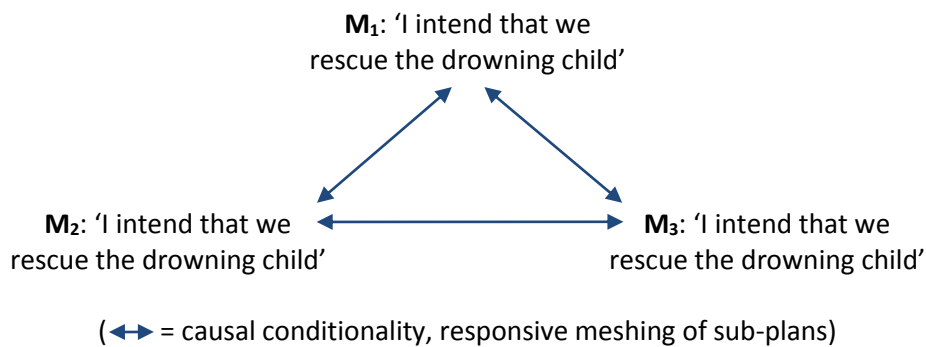 M₁: ‘I intend that we
rescue the drowning child’
M₂: ‘I intend that we
rescue the drowning child’
M₃: ‘I intend that we
rescue the drowning child’
(↔ = causal conditionality, responsive meshing of sub-plans)